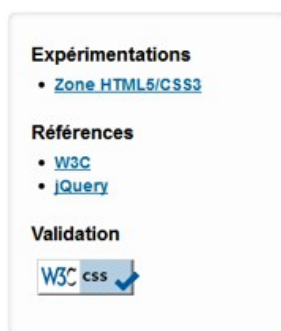 Expérimentations
Zone HTML5/CSS3
Références
W3C
jQuery
Validation
W3C css